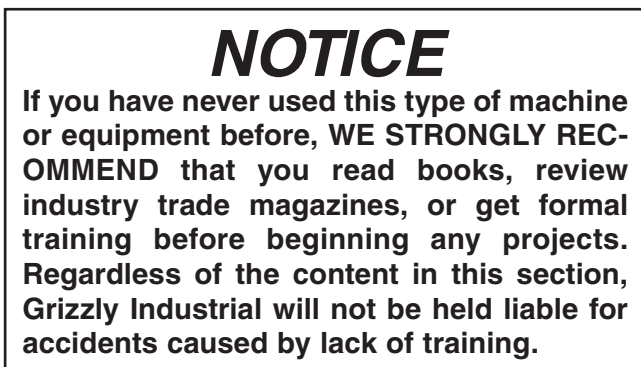 NOTICE
If you have never used this type of machine
or equipment before, WE STRONGLY REC-
OMMEND that you read books, review
industry trade magazines, or get formal
training before beginning any projects.
Regardless of the content in this section,
Grizzly Industrial will not be held liable for
accidents caused by lack of training.